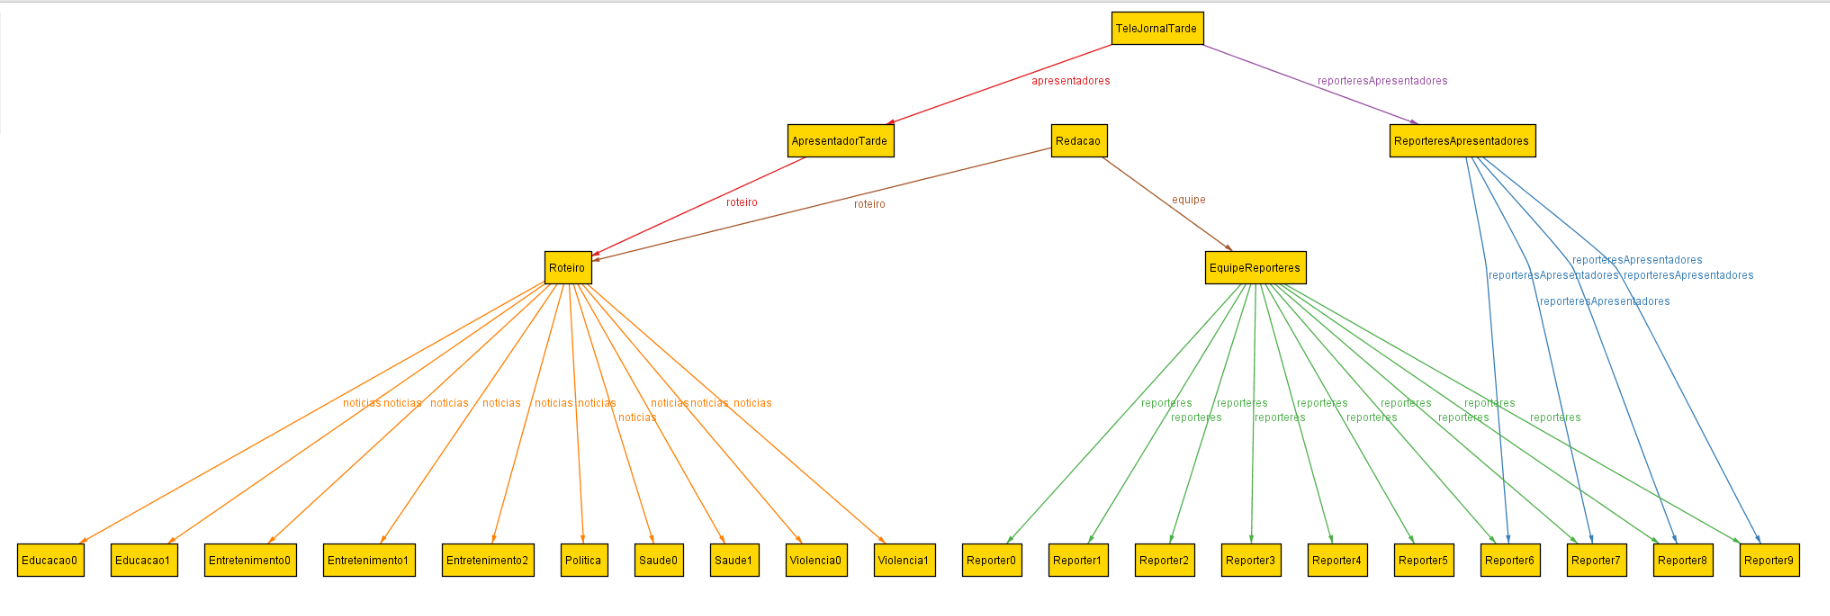 TeleJornalTarde
apresentadores
reporteresApresentadores
ApresentadorTarde
Redacao
ReporteresApresentadores
roteiro
roteiro
equipe
Roteiro
EquipeReporteres
reporteresApresentadores
reporteresApresentadores
reporteresApresentadores
reporteresApresentadores
noticias
noticias
noticias
noticias
noticias
noticias
noticias
noticias
noticias
noticias
reporteres
reporteres
reporteres
reporteres
reporteres
reporteres
reporteres
reporteres
reporteres
reporteres
Educacao0
Educacao1
Entretenimento0
Entretenimento1
Entretenimento2
Politica
Saude0
Saude1
Violencia0
Violencia1
Reporter0
Reporter1
Reporter2
Reporter3
Reporter4
Reporter5
Reporter6
Reporter7
Reporter8
Reporter9